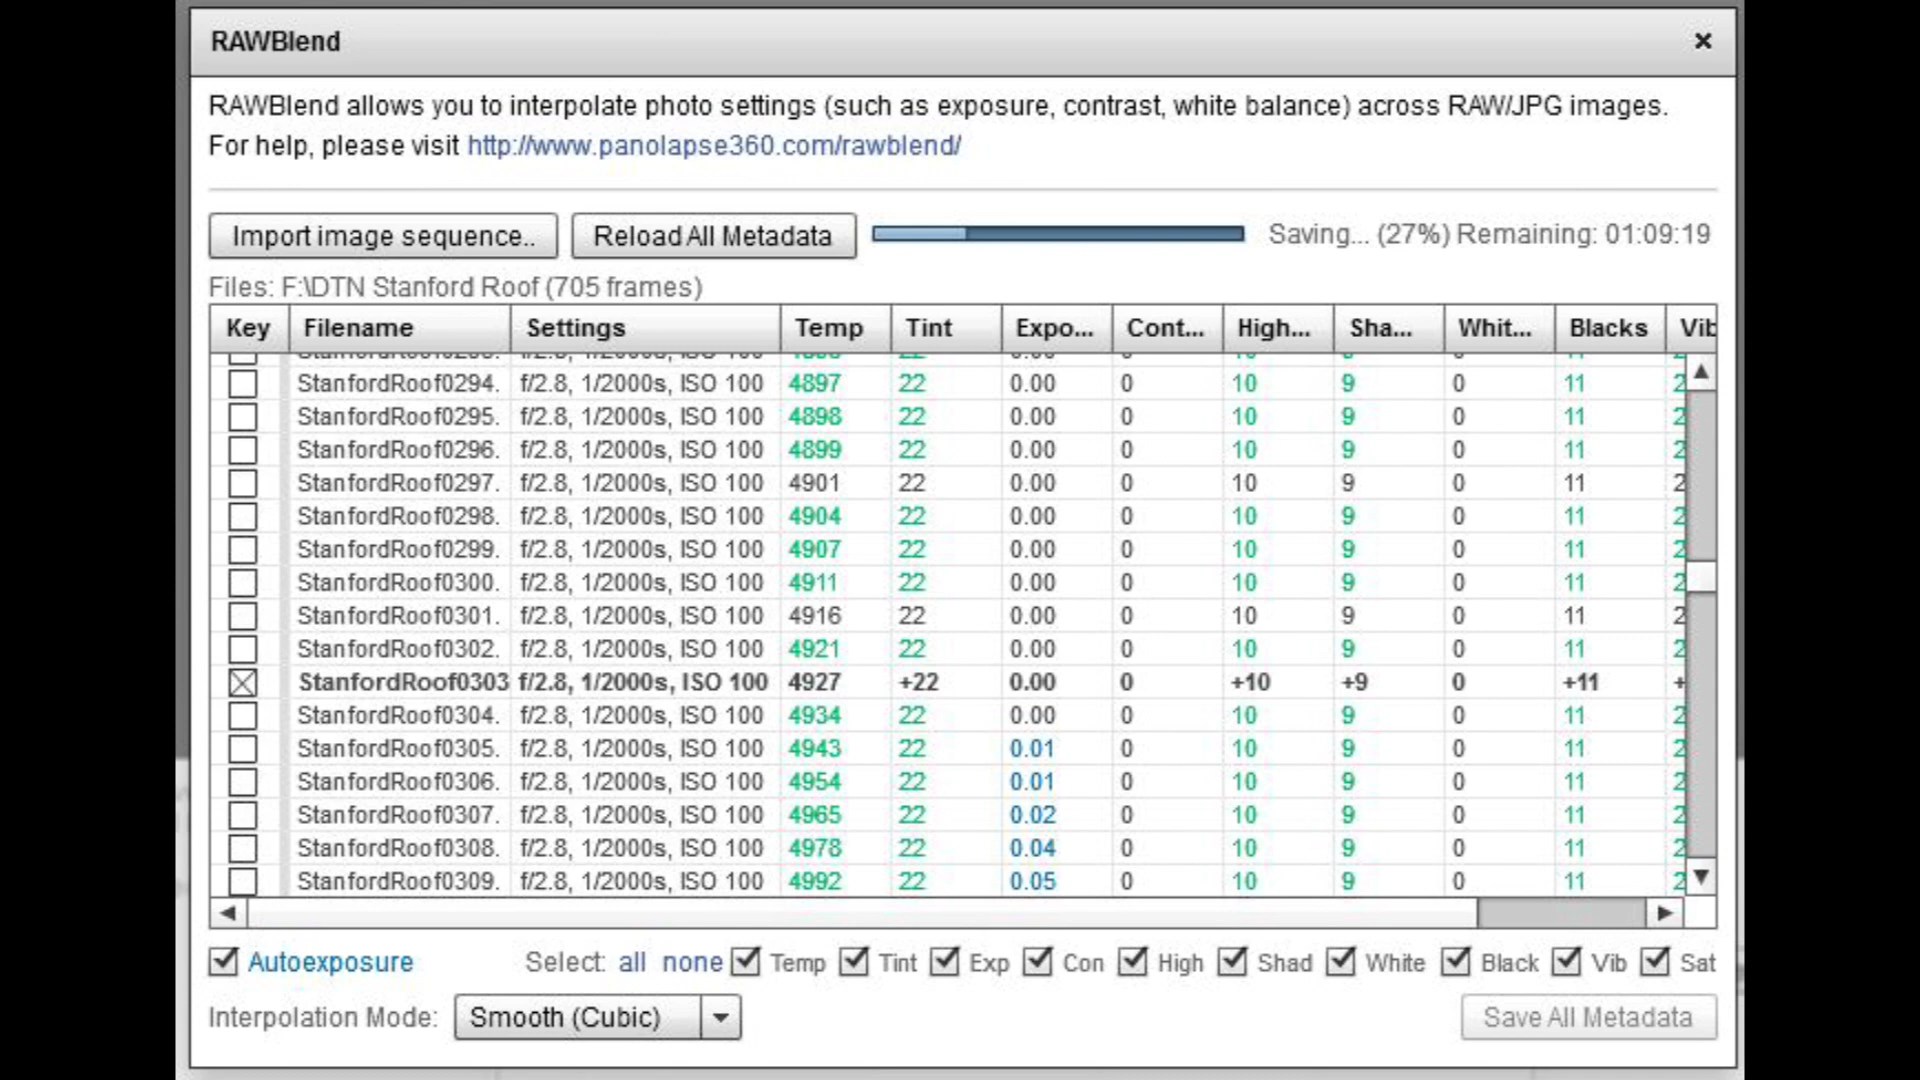 RAWBlend
RAWBlend allows you to interpolate photo settings (such as exposure, contrast, white balance) across RAW/JPG images.
For help, please visit http://www.panolapse360.com/rawblend/
Import image sequence.. Reload All Metadata Saving... (27%) Remaining: 01:09:19
Files: F:\DTN Stanford Roof (705 frames)
Key Filename Settings Temp Tint Expo... Cont... High... Sha... Whit... Blacks Vib
StanfordRoof0294. f/2.8, 1/2000s, ISO 100 4897 22 0.00 0 10 9 0 11 2
StanfordRoof0295. f/2.8, 1/2000s, ISO 100 4898 22 0.00 0 10 9 0 11 2
StanfordRoof0296. f/2.8, 1/2000s, ISO 100 4899 22 0.00 0 10 9 0 11 2
StanfordRoof0297. f/2.8, 1/2000s, ISO 100 4901 22 0.00 0 10 9 0 11 2
StanfordRoof0298. f/2.8, 1/2000s, ISO 100 4904 22 0.00 0 10 9 0 11 2
StanfordRoof0299. f/2.8, 1/2000s, ISO 100 4907 22 0.00 0 10 9 0 11 2
StanfordRoof0300. f/2.8, 1/2000s, ISO 100 4911 22 0.00 0 10 9 0 11 2
StanfordRoof0301. f/2.8, 1/2000s, ISO 100 4916 22 0.00 0 10 9 0 11 2
StanfordRoof0302. f/2.8, 1/2000s, ISO 100 4921 22 0.00 0 10 9 0 11 2
StanfordRoof0303 f/2.8, 1/2000s, ISO 100 4927 +22 0.00 0 +10 +9 0 +11 +
StanfordRoof0304. f/2.8, 1/2000s, ISO 100 4934 22 0.00 0 10 9 0 11 2
StanfordRoof0305. f/2.8, 1/2000s, ISO 100 4943 22 0.01 0 10 9 0 11 2
StanfordRoof0306. f/2.8, 1/2000s, ISO 100 4954 22 0.01 0 10 9 0 11 2
StanfordRoof0307. f/2.8, 1/2000s, ISO 100 4965 22 0.02 0 10 9 0 11 2
StanfordRoof0308. f/2.8, 1/2000s, ISO 100 4978 22 0.04 0 10 9 0 11 2
StanfordRoof0309. f/2.8, 1/2000s, ISO 100 4992 22 0.05 0 10 9 0 11 2
Autoexposure Select: all none Temp Tint Exp Con High Shad White Black Vib Sat
Interpolation Mode: Smooth (Cubic) Save All Metadata